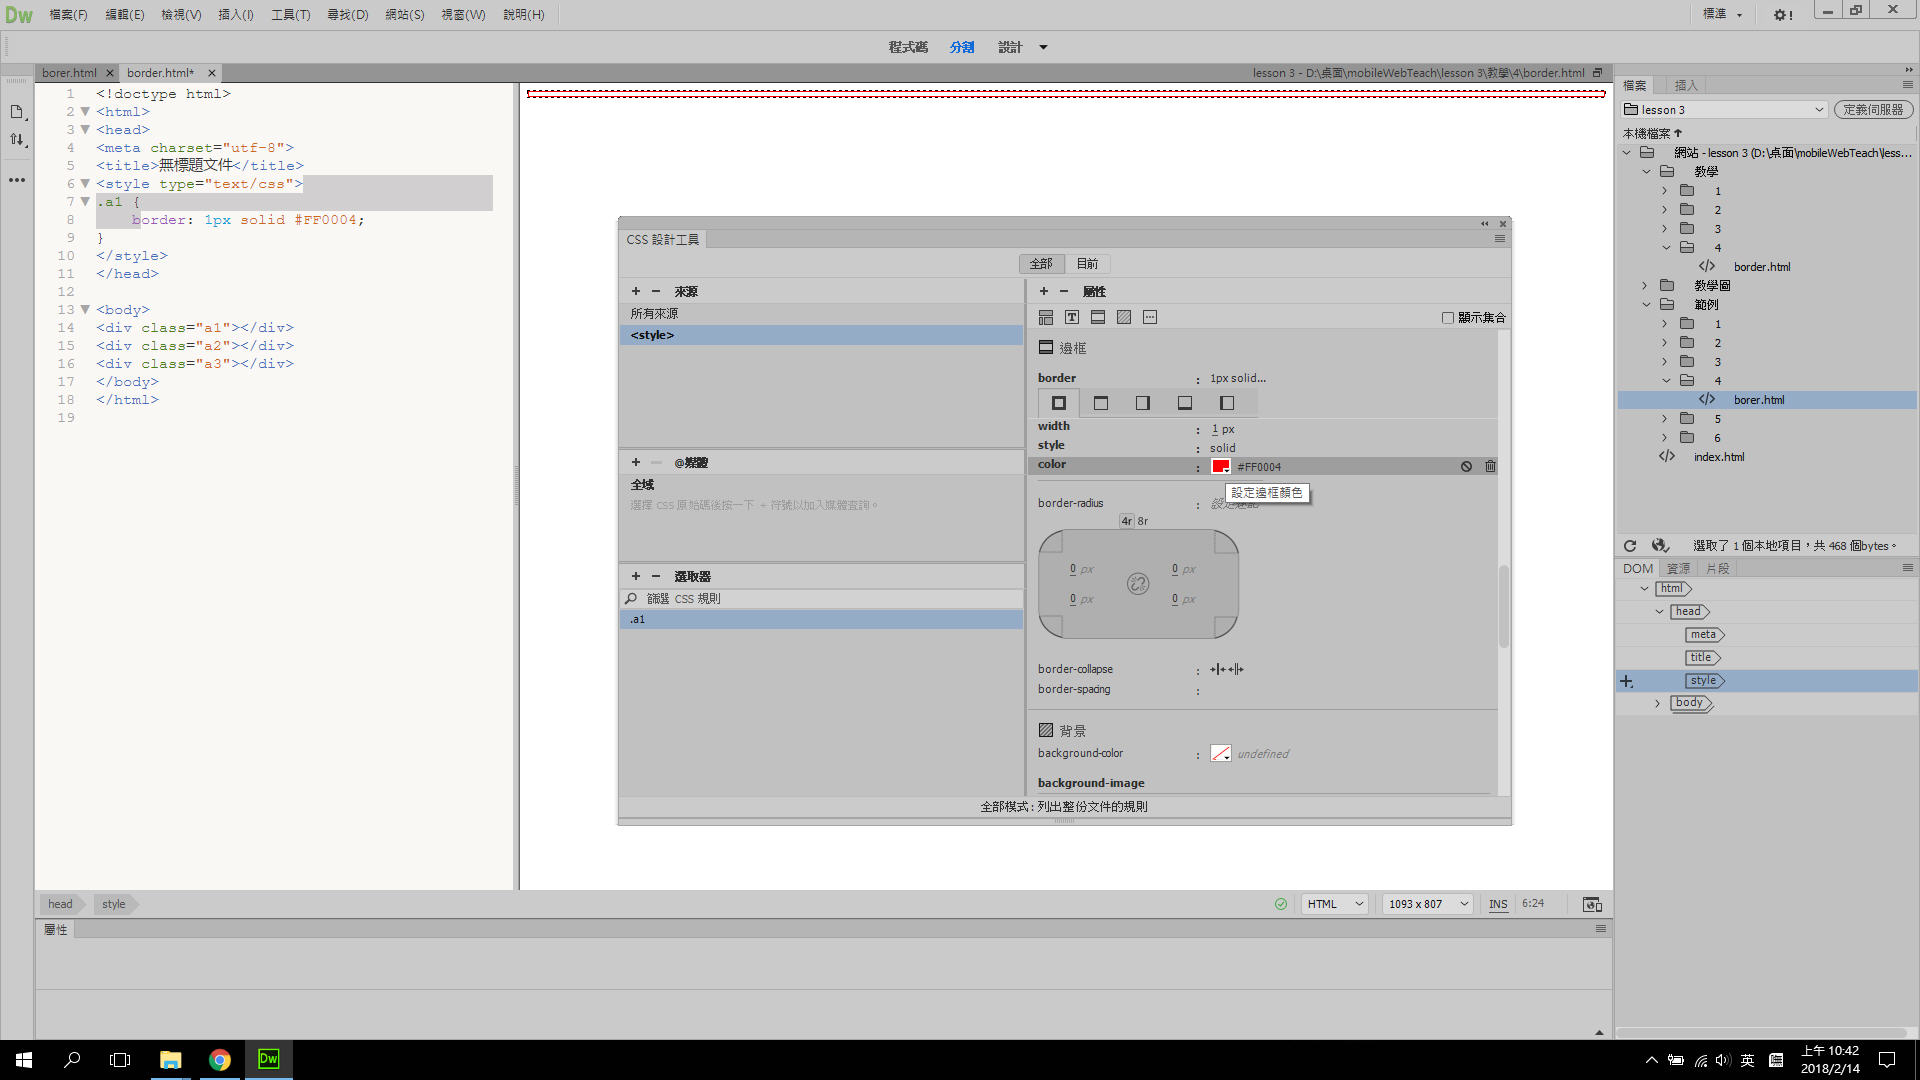 Dw 檔案(F) 編輯(E) 檢視(V) 插入(I) 工具(T) 尋找(D) 網站(S) 視窗(W) 說明(H) 標準
程式碼 分割 設計
borer.html border.html* lesson 3 - D:\桌面\mobileWebTeach\lesson 3\教學\4\border.html
1 <!doctype html>
2 <html>
3 <head>
4 <meta charset="utf-8">
5 <title>無標題文件</title>
6 <style type="text/css">
7 .a1 {
8 border: 1px solid #FF0004;
9 }
10 </style>
11 </head>
12
13 <body>
14 <div class="a1"></div>
15 <div class="a2"></div>
16 <div class="a3"></div>
17 </body>
18 </html>
19
CSS 設計工具
全部 目前
+ − 來源
所有來源
<style>
+ − @媒體
全域
選擇 CSS 原始碼後按一下 + 符號以加入媒體查詢。
+ − 選取器
篩選 CSS 規則
.a1
+ − 屬性
T 顯示集合
邊框
border : 1px solid...
width : 1 px
style : solid
color : #FF0004
設定邊框顏色
border-radius :
4r 8r
0 px 0 px
0 px 0 px
border-collapse :
border-spacing :
背景
background-color : undefined
background-image
全部模式 : 列出整份文件的規則
head style HTML 1093 x 807 INS 6:24
屬性
檔案 插入
lesson 3 定義伺服器
本機檔案
網站 - lesson 3 (D:\桌面\mobileWebTeach\less...
教學
1
2
3
4
border.html
教學圖
範例
1
2
3
4
borer.html
5
6
index.html
選取了 1 個本地項目，共 468 個bytes。
DOM 資源 片段
html
head
meta
title
style
body
Dw 英 上午 10:42
2018/2/14